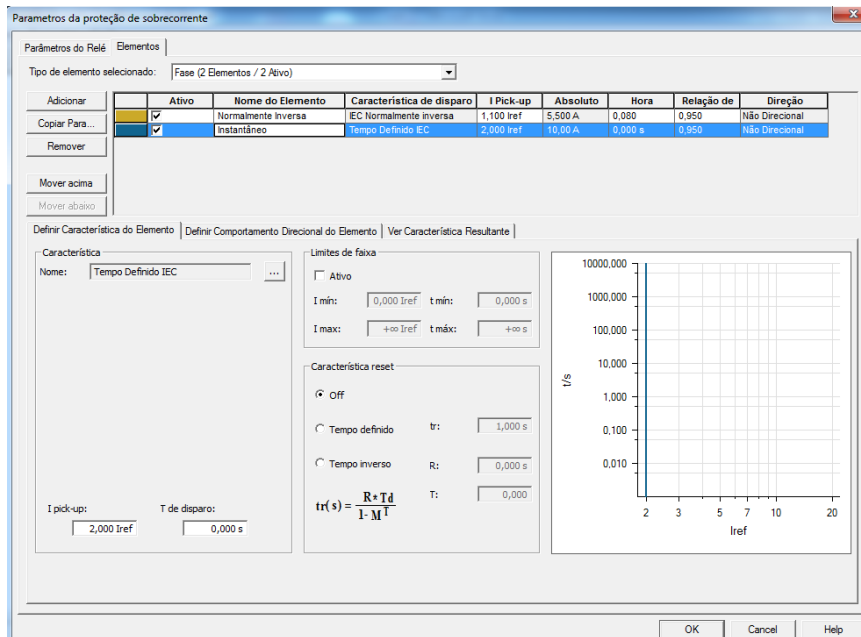 Parametros da proteção de sobrecorrente
Parâmetros do Relé Elementos
Tipo de elemento selecionado: Fase (2 Elementos / 2 Ativo)
Adicionar
Copiar Para...
Remover
Mover acima
Mover abaixo
Ativo Nome do Elemento Característica de disparo I Pick-up Absoluto Hora Relação de Direção
Normalmente Inversa IEC Normalmente inversa 1,100 Iref 5,500 A 0,080 0,950 Não Direcional
Instantâneo Tempo Definido IEC 2,000 Iref 10,00 A 0,000 s 0,950 Não Direcional
Definir Característica do Elemento Definir Comportamento Direcional do Elemento Ver Característica Resultante
Característica
Nome: Tempo Definido IEC ...
I pick-up: T de disparo:
2,000 Iref 0,000 s
Limites de faixa
Ativo
I mín: 0,000 Iref t mín: 0,000 s
I max: +∞ Iref t máx: +∞ s
Característica reset
Off
Tempo definido tr: 1,000 s
Tempo inverso R: 0,000 s
T: 0,000
tr(s) = R*Td / 1- M^T
10000,000
1000,000
100,000
10,000
1,000
0,100
0,010
t/s
2 3 5 7 10 20
Iref
OK Cancel Help